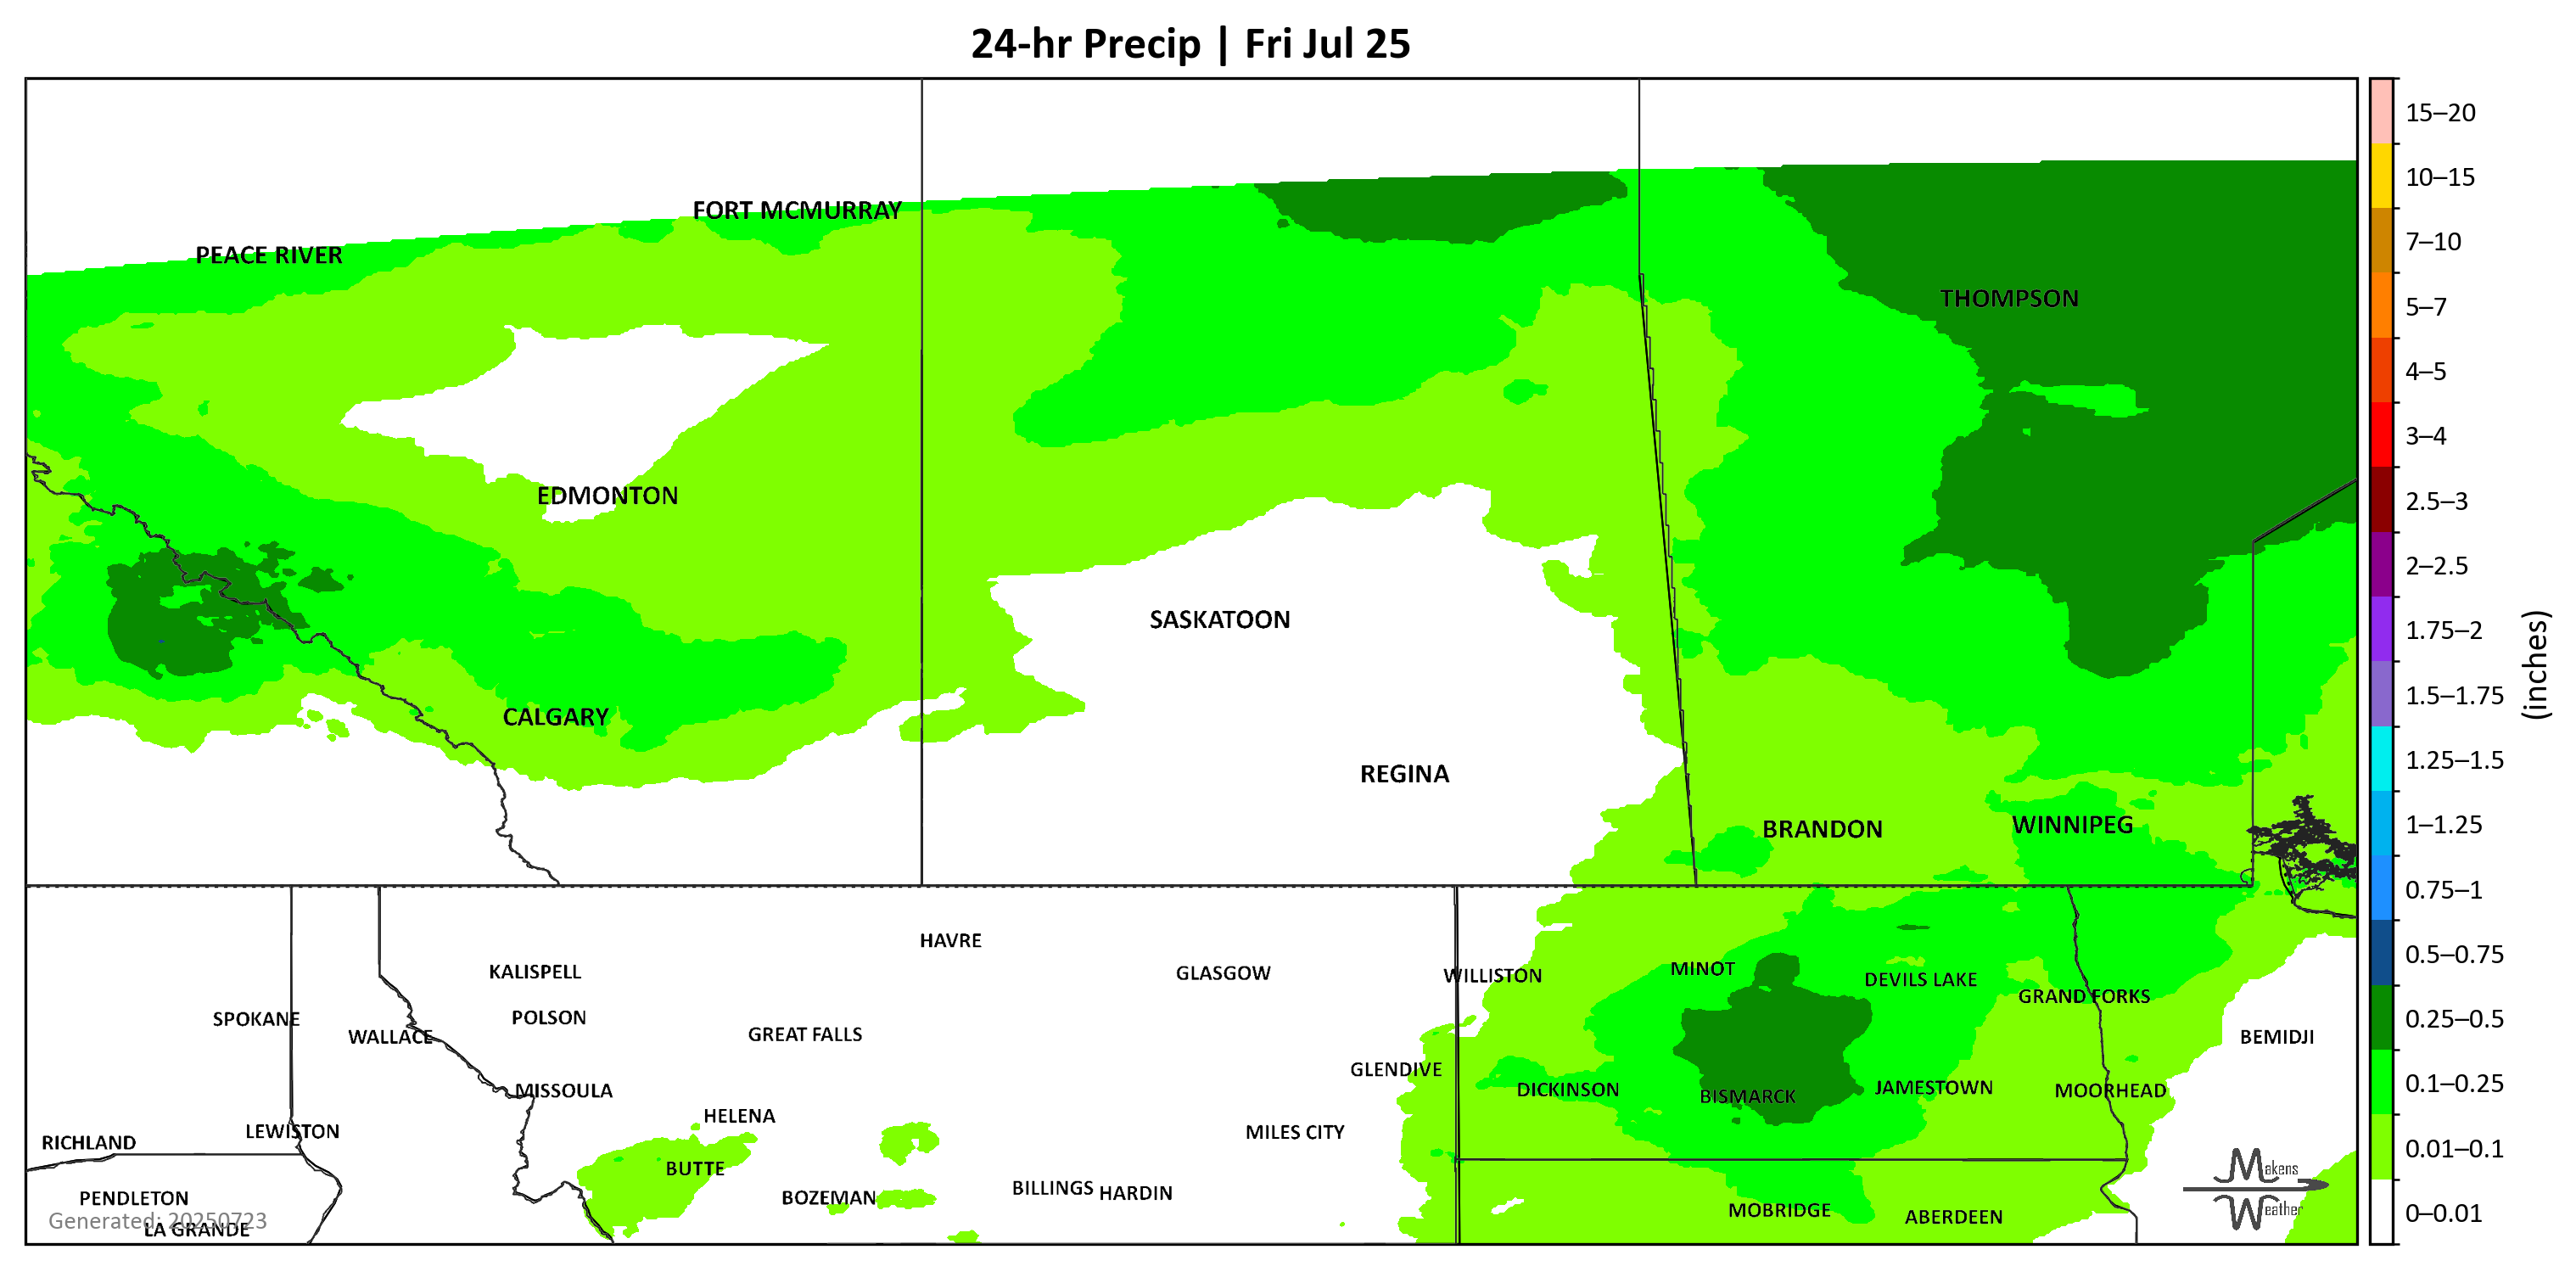 24-hr Precip | Fri Jul 25
FORT MCMURRAY
PEACE RIVER
THOMPSON
EDMONTON
SASKATOON
CALGARY
REGINA
BRANDON
WINNIPEG
HAVRE
KALISPELL
GLASGOW
WILLISTON
MINOT
DEVILS LAKE
GRAND FORKS
SPOKANE
WALLACE
POLSON
GREAT FALLS
BEMIDJI
GLENDIVE
MISSOULA
DICKINSON
BISMARCK
JAMESTOWN
MOORHEAD
HELENA
RICHLAND
LEWISTON
MILES CITY
BUTTE
PENDLETON
BOZEMAN
BILLINGS
HARDIN
MOBRIDGE
ABERDEEN
Generated: 20250723
LA GRANDE
Makens
Weather
15–20
10–15
7–10
5–7
4–5
3–4
2.5–3
2–2.5
1.75–2
1.5–1.75
1.25–1.5
1–1.25
0.75–1
0.5–0.75
0.25–0.5
0.1–0.25
0.01–0.1
0–0.01
(inches)